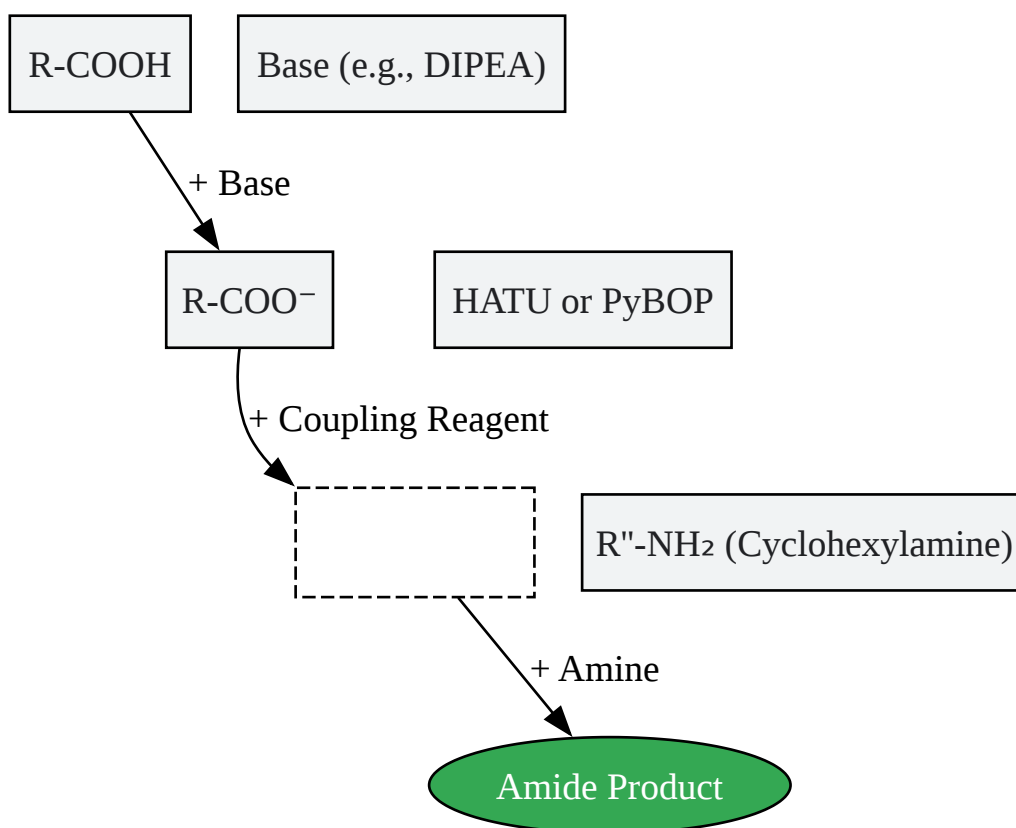 R-COOH
Base (e.g., DIPEA)
+ Base
R-COO⁻
HATU or PyBOP
+ Coupling Reagent
R"-NH₂ (Cyclohexylamine)
+ Amine
Amide Product